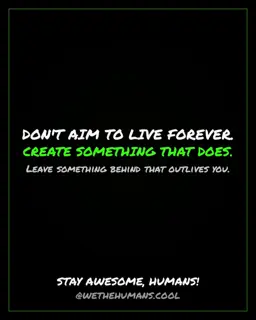 DON'T AIM TO LIVE FOREVER.
CREATE SOMETHING THAT DOES.
LEAVE SOMETHING BEHIND THAT OUTLIVES YOU.
STAY AWESOME, HUMANS!
@WETHEHUMANS.COOL